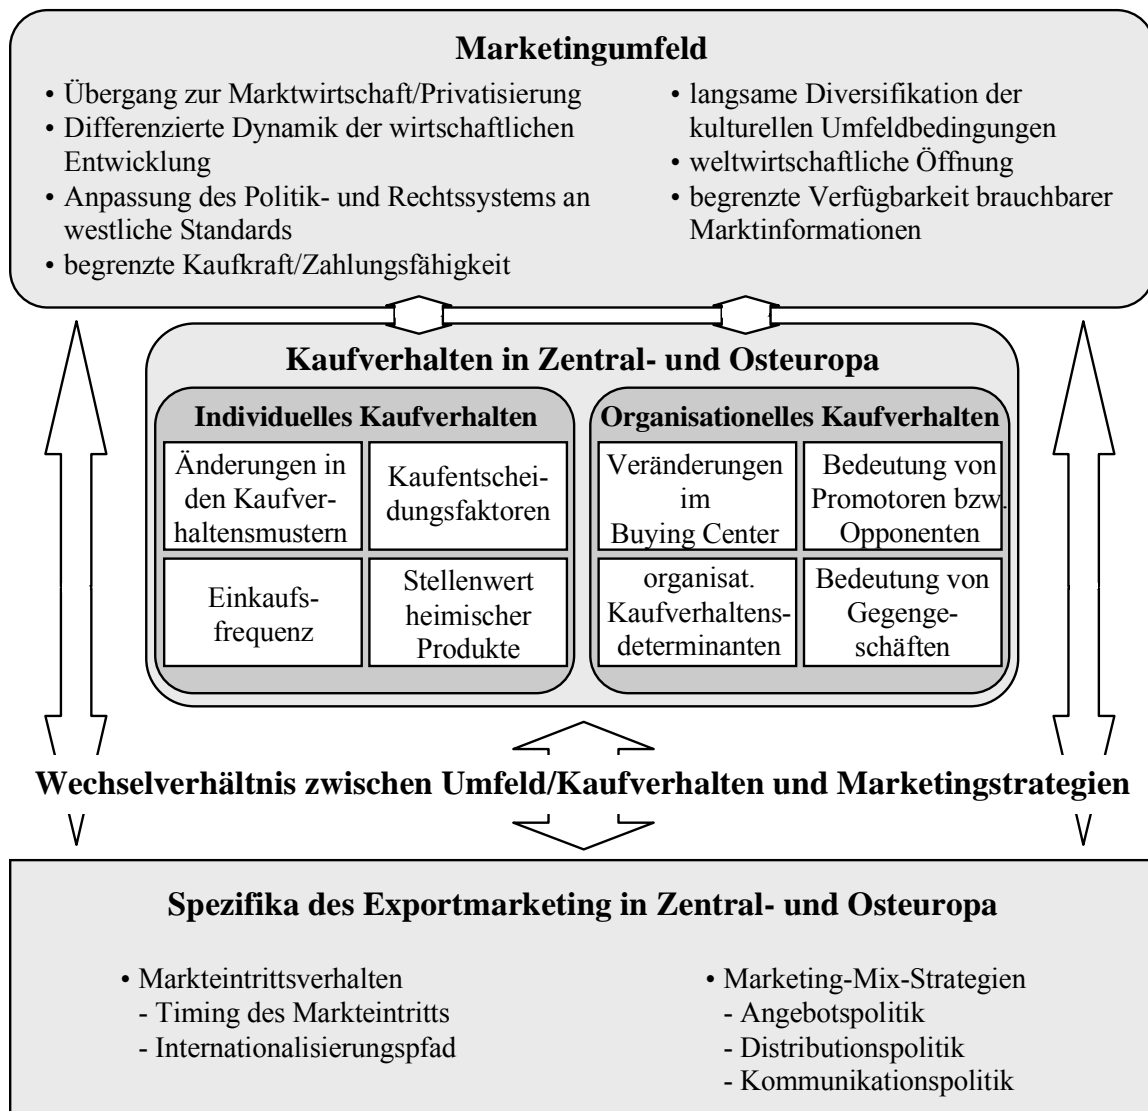 Marketingumfeld
• Übergang zur Marktwirtschaft/Privatisierung
• Differenzierte Dynamik der wirtschaftlichen
Entwicklung
• Anpassung des Politik- und Rechtssystems an
westliche Standards
• begrenzte Kaufkraft/Zahlungsfähigkeit
• langsame Diversifikation der
kulturellen Umfeldbedingungen
• weltwirtschaftliche Öffnung
• begrenzte Verfügbarkeit brauchbarer
Marktinformationen
Kaufverhalten in Zentral- und Osteuropa
Individuelles Kaufverhalten
Änderungen in
den Kaufver-
haltensmustern
Kaufentschei-
dungsfaktoren
Einkaufs-
frequenz
Stellenwert
heimischer
Produkte
Organisationelles Kaufverhalten
Veränderungen
im
Buying Center
Bedeutung von
Promotoren bzw.
Opponenten
organisat.
Kaufverhaltens-
determinanten
Bedeutung von
Gegenge-
schäften
Wechselverhältnis zwischen Umfeld/Kaufverhalten und Marketingstrategien
Spezifika des Exportmarketing in Zentral- und Osteuropa
• Markteintrittsverhalten
- Timing des Markteintritts
- Internationalisierungspfad
• Marketing-Mix-Strategien
- Angebotspolitik
- Distributionspolitik
- Kommunikationspolitik